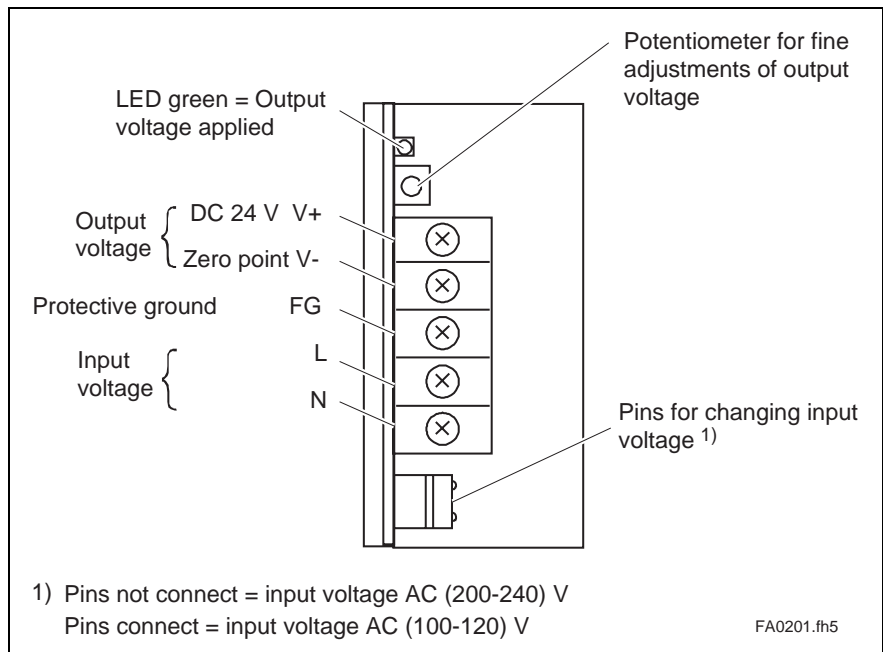 Potentiometer for fine
adjustments of output
voltage
LED green = Output
voltage applied
Output
voltage
DC 24 V V+
Zero point V-
Protective ground FG
Input
voltage
L
N
Pins for changing input
voltage 1)
1) Pins not connect = input voltage AC (200-240) V
Pins connect = input voltage AC (100-120) V
FA0201.fh5